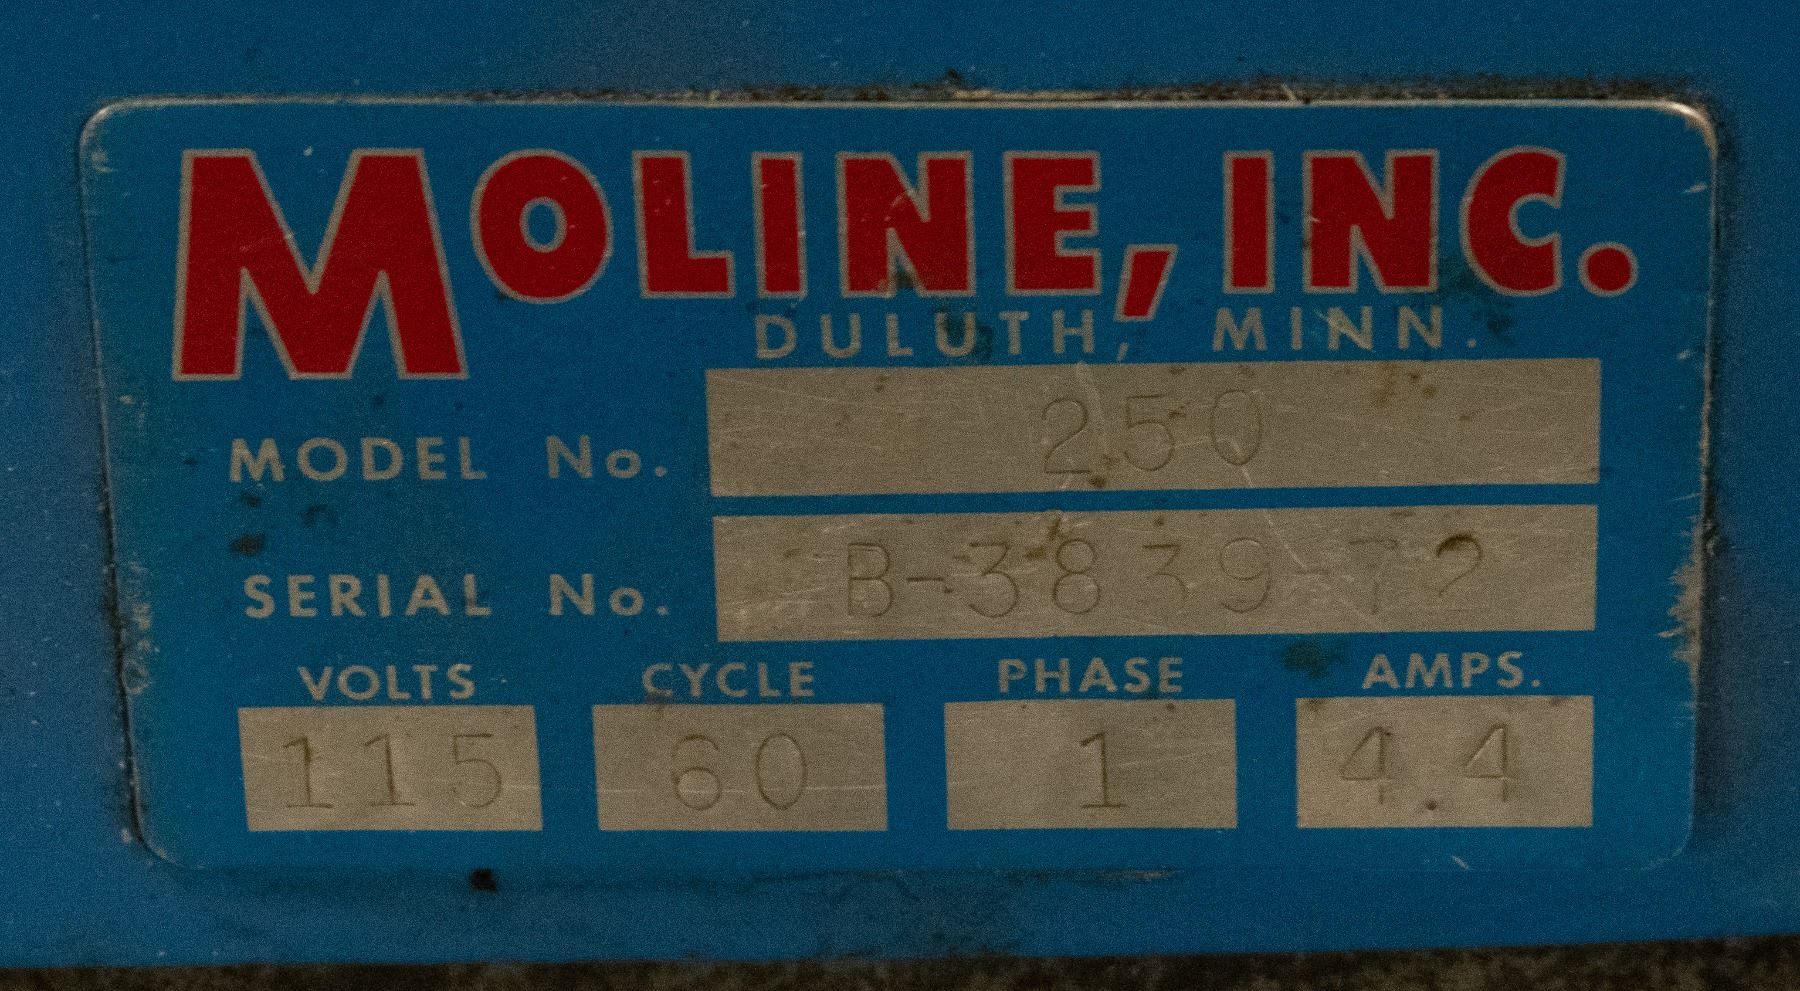 MOLINE, INC.
DULUTH, MINN.
MODEL No. 250
SERIAL No. B-3839-72
VOLTS CYCLE PHASE AMPS.
115 60 1 4.4